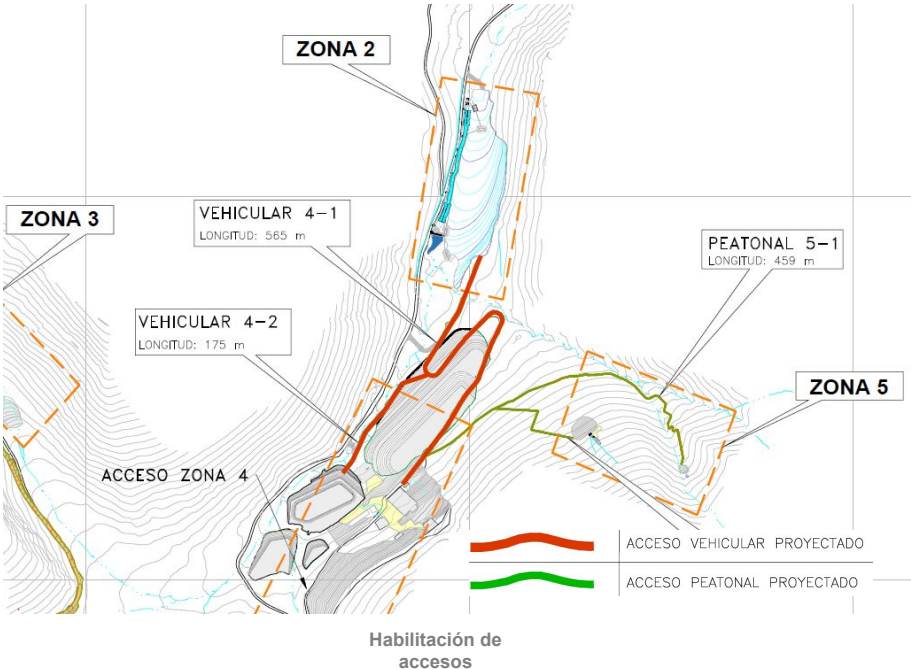 ZONA 2
ZONA 3
VEHICULAR 4-1
LONGITUD: 565 m
PEATONAL 5-1
LONGITUD: 459 m
VEHICULAR 4-2
LONGITUD: 175 m
ZONA 5
ACCESO ZONA 4
ACCESO VEHICULAR PROYECTADO
ACCESO PEATONAL PROYECTADO
Habilitación de
accesos